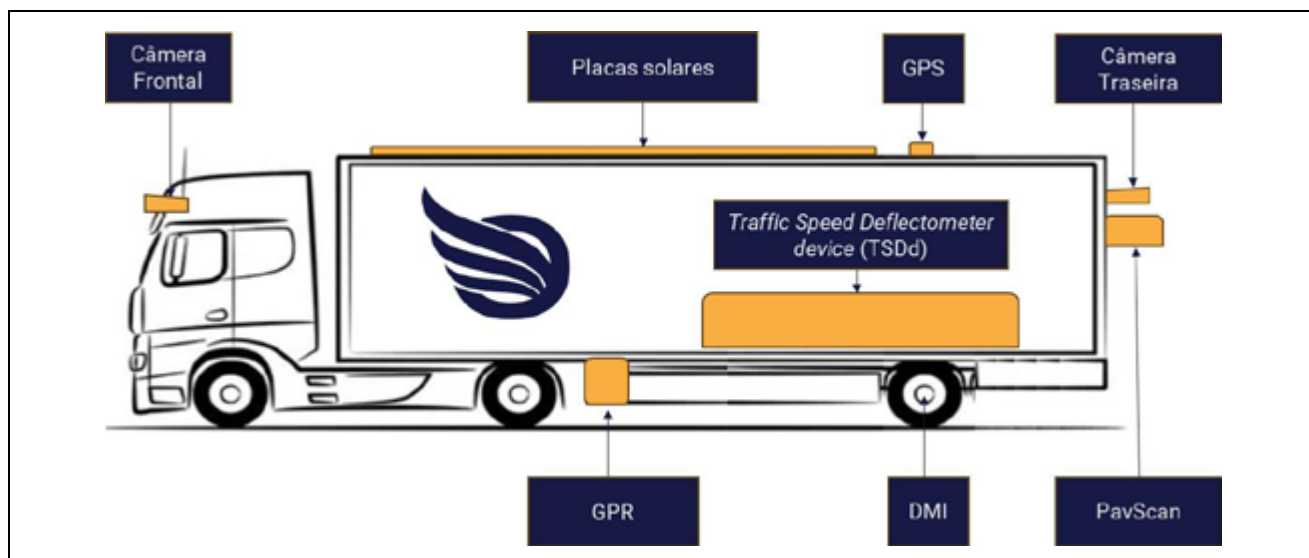 Câmera
Frontal
Placas solares
GPS
Câmera
Traseira
Traffic Speed Deflectometer
device (TSDd)
GPR
DMI
PavScan